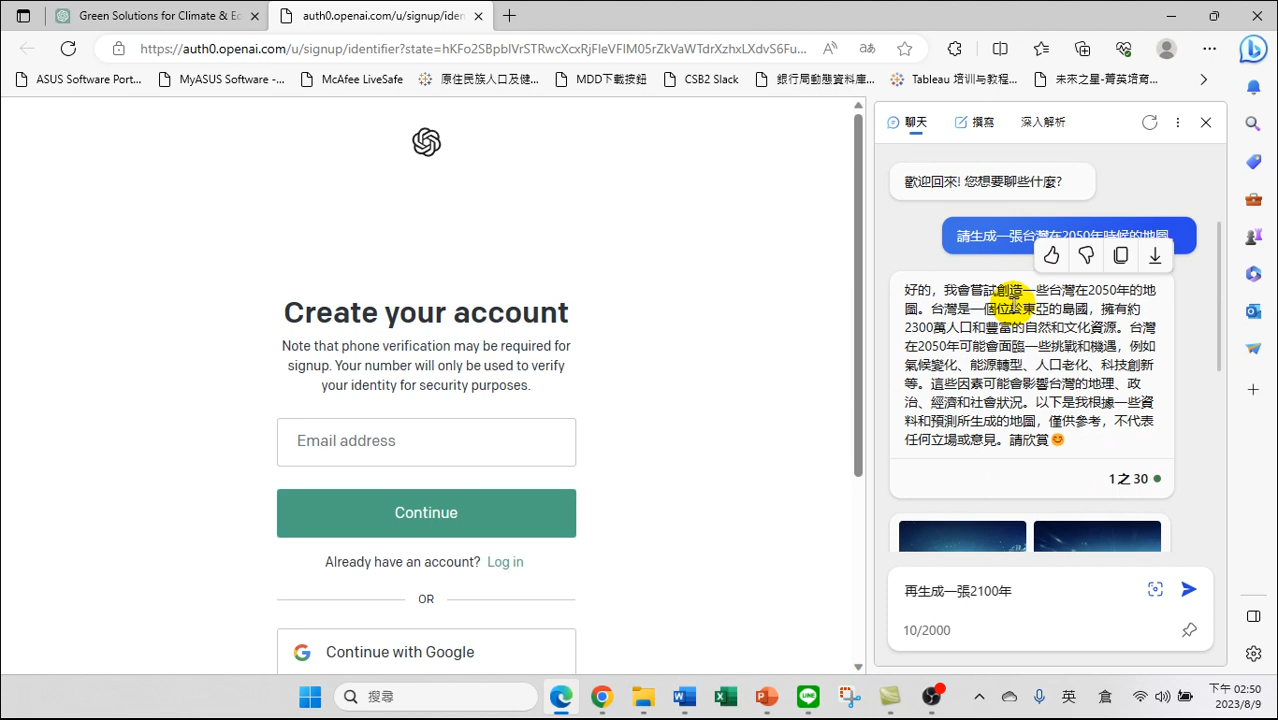 Green Solutions for Climate & Ec
auth0.openai.com/u/signup/iden
https://auth0.openai.com/u/signup/identifier?state=hKFo2SBpblVrSTRwcXcxRjFleVFlM05rZkVaWTdrXzhxLXdvS6Fu...
ASUS Software Port...
MyASUS Software -...
McAfee LiveSafe
原住民族人口及健...
MDD下載按鈕
CSB2 Slack
銀行局動態資料庫...
Tableau 培训与教程...
未來之星-菁英培育...
聊天
撰寫
深入解析
歡迎回來! 您想要聊些什麼?
請生成一張台灣在2050年時候的地圖
好的，我會嘗試創造一些台灣在2050年的地
圖。台灣是一個位於東亞的島國，擁有約
2300萬人口和豐富的自然和文化資源。台灣
在2050年可能會面臨一些挑戰和機遇，例如
氣候變化、能源轉型、人口老化、科技創新
等。這些因素可能會影響台灣的地理、政
治、經濟和社會狀況。以下是我根據一些資
料和預測所生成的地圖，僅供參考，不代表
任何立場或意見。請欣賞😊
1之 30
再生成一張2100年
10/2000
Create your account
Note that phone verification may be required for
signup. Your number will only be used to verify
your identity for security purposes.
Email address
Continue
Already have an account? Log in
OR
Continue with Google
搜尋
英
下午 02:50
2023/8/9